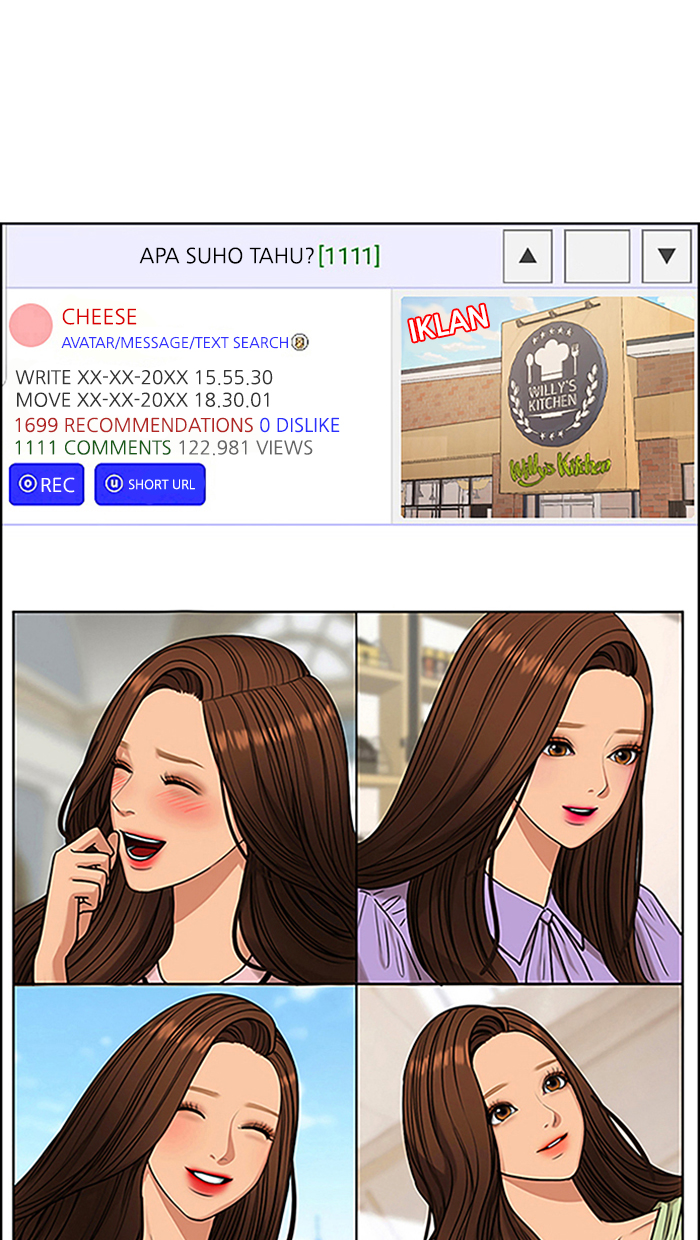 APA SUHO TAHU? [1111]
CHEESE
AVATAR/MESSAGE/TEXT SEARCH
WRITE XX-XX-20XX 15.55.30
MOVE XX-XX-20XX 18.30.01
1699 RECOMMENDATIONS 0 DISLIKE
1111 COMMENTS 122.981 VIEWS
REC
u SHORT URL
IKLAN
WILLY'S
KITCHEN
Willy's Kitchen